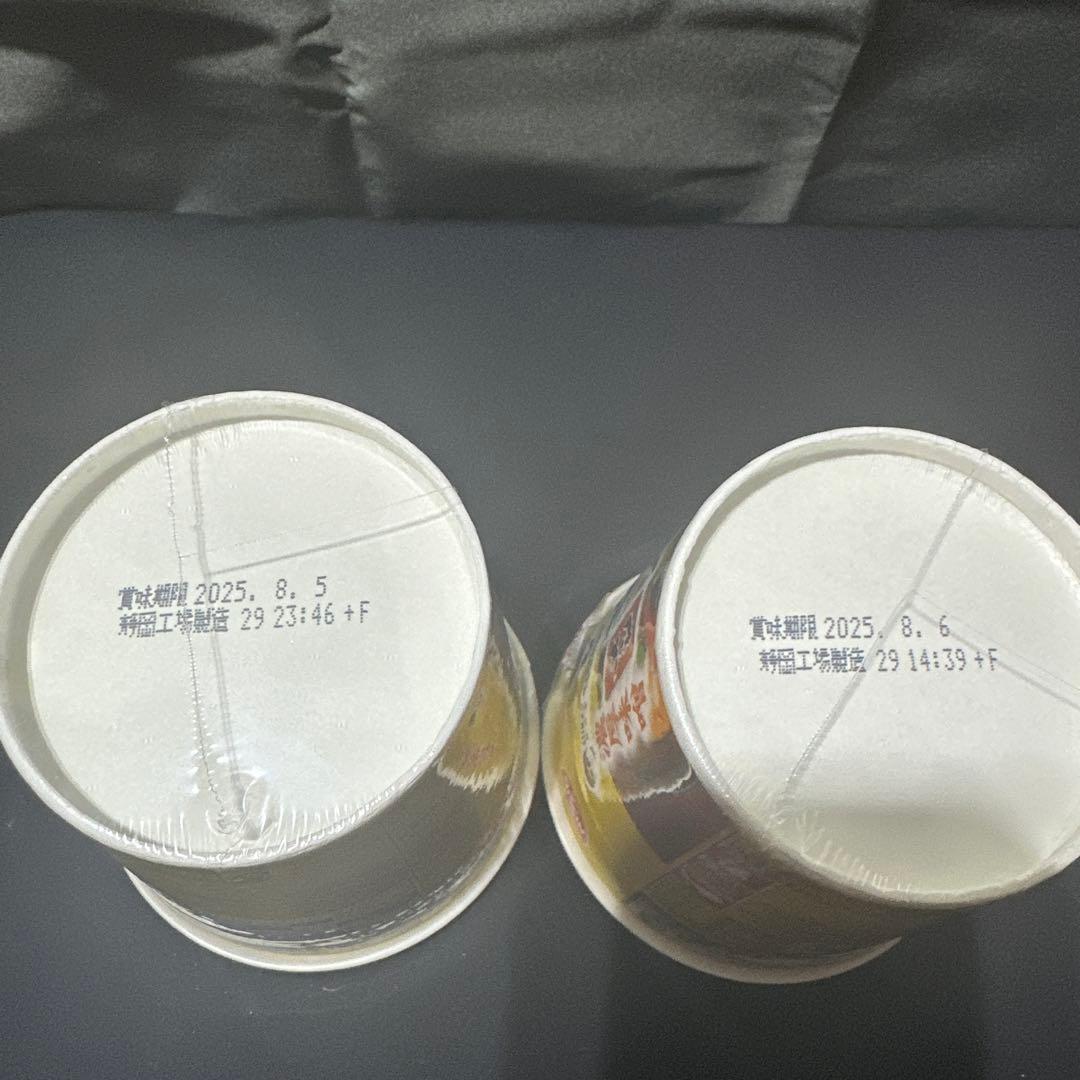 賞味期限 2025. 8. 5
静岡工場製造 29 23:46 +F
賞味期限 2025. 8. 6
静岡工場製造 29 14:39 +F